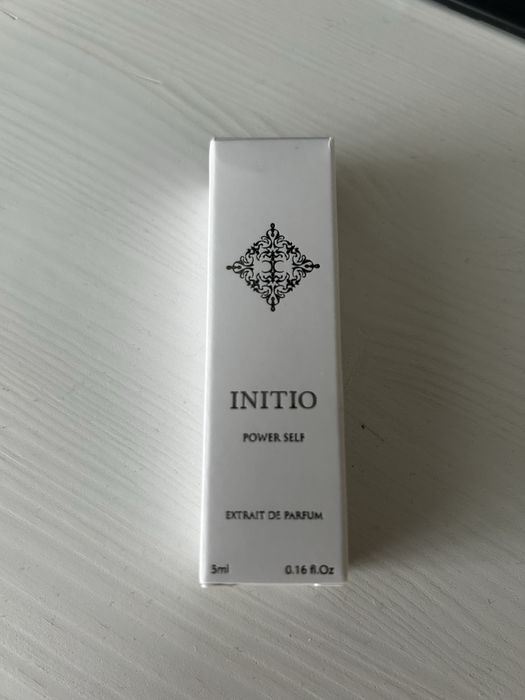 INITIO
POWER SELF
EXTRAIT DE PARFUM
5ml 0.16 fl.Oz